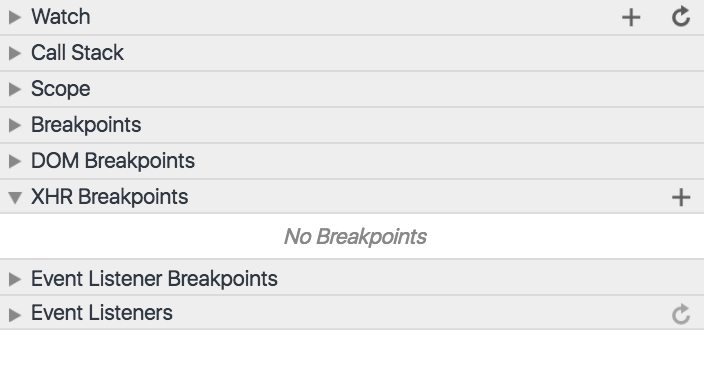 Watch
Call Stack
Scope
Breakpoints
DOM Breakpoints
XHR Breakpoints
No Breakpoints
Event Listener Breakpoints
Event Listeners